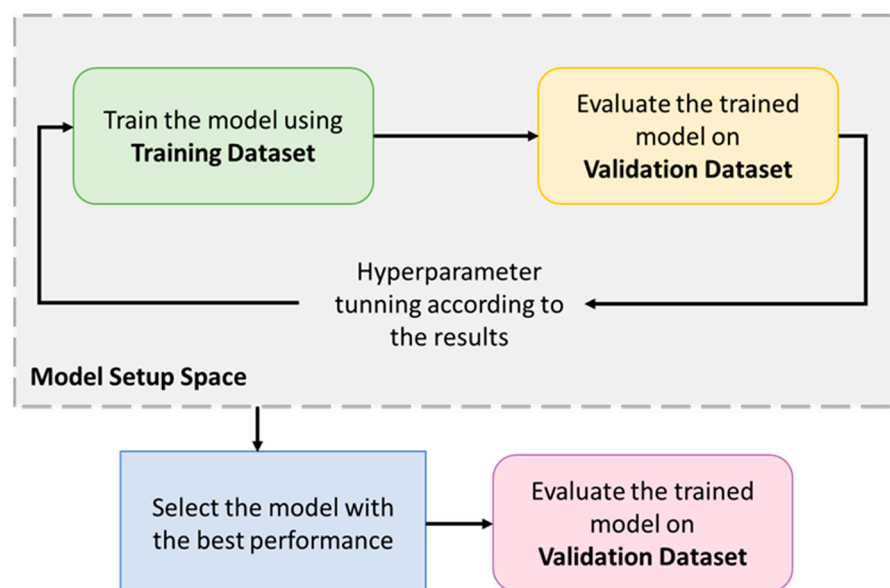 Train the model using
Training Dataset
Evaluate the trained
model on
Validation Dataset
Hyperparameter
tunning according to
the results
Model Setup Space
Select the model with
the best performance
Evaluate the trained
model on
Validation Dataset